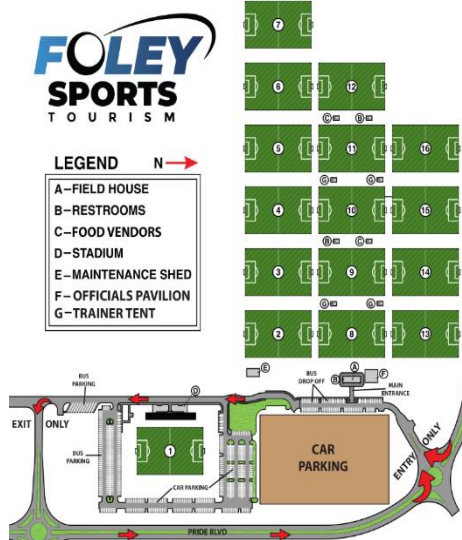 FOLEY
SPORTS
TOURISM
LEGEND N
A-FIELD HOUSE
B-RESTROOMS
C-FOOD VENDORS
D-STADIUM
E-MAINTENANCE SHED
F- OFFICIALS PAVILION
G-TRAINER TENT
7
6 12
C B
5 11 16
G G
4 10 15
B C
3 9 14
G G
2 8 13
E
BUS
DROP OFF
B A F
MAIN
ENTRANCE
BUS
PARKING
D
EXIT ONLY
BUS
PARKING
1
CAR PARKING
CAR
PARKING
ENTRY ONLY
PRIDE BLVD